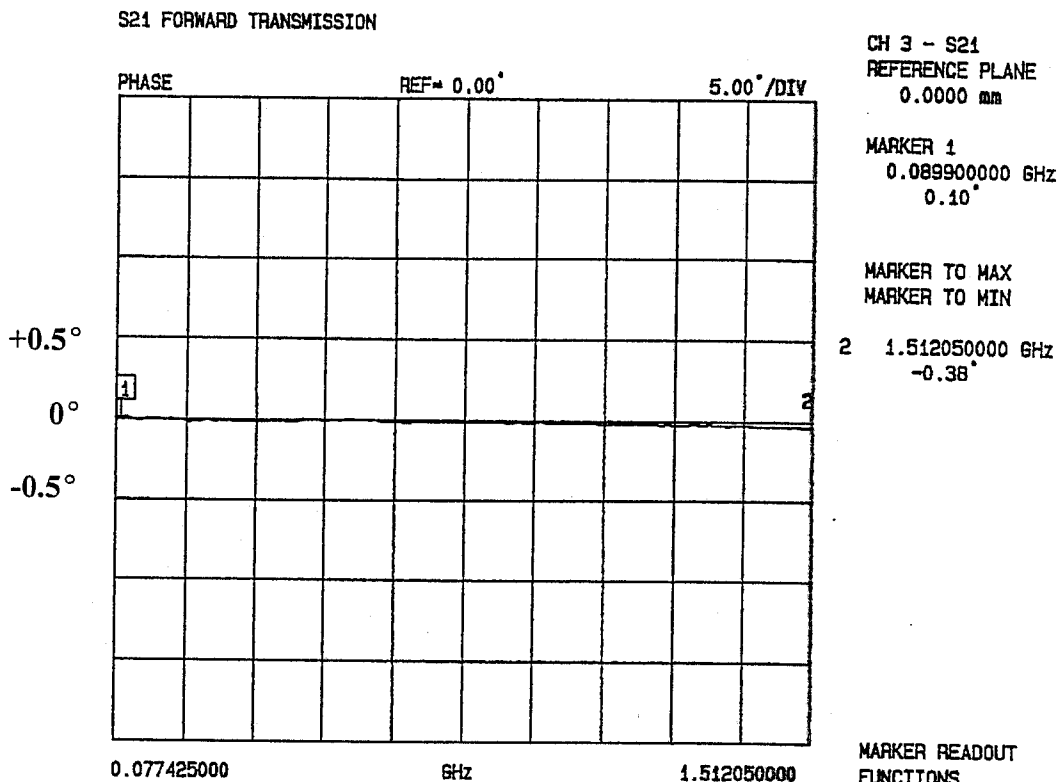 S21 FORWARD TRANSMISSION
PHASE REF= 0.00° 5.00°/DIV
CH 3 - S21
REFERENCE PLANE
0.0000 mm
MARKER 1
0.089900000 GHz
0.10°
MARKER TO MAX
MARKER TO MIN
2 1.512050000 GHz
-0.38°
+0.5°
1
0°
2
-0.5°
0.077425000 GHz 1.512050000
MARKER READOUT
FUNCTIONS